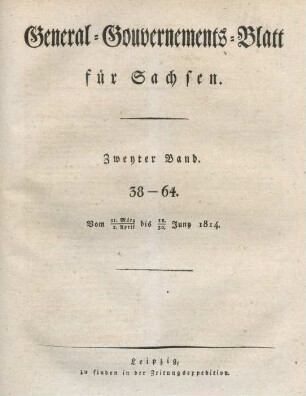 General-Gouvernements-Blatt
für Sachsen.
Zweyter Band.
38-64.
Vom 21. März / 2. April bis 18. / 30. Juny 1814.
Leipzig,
zu finden in der Zeitungsexpedition.